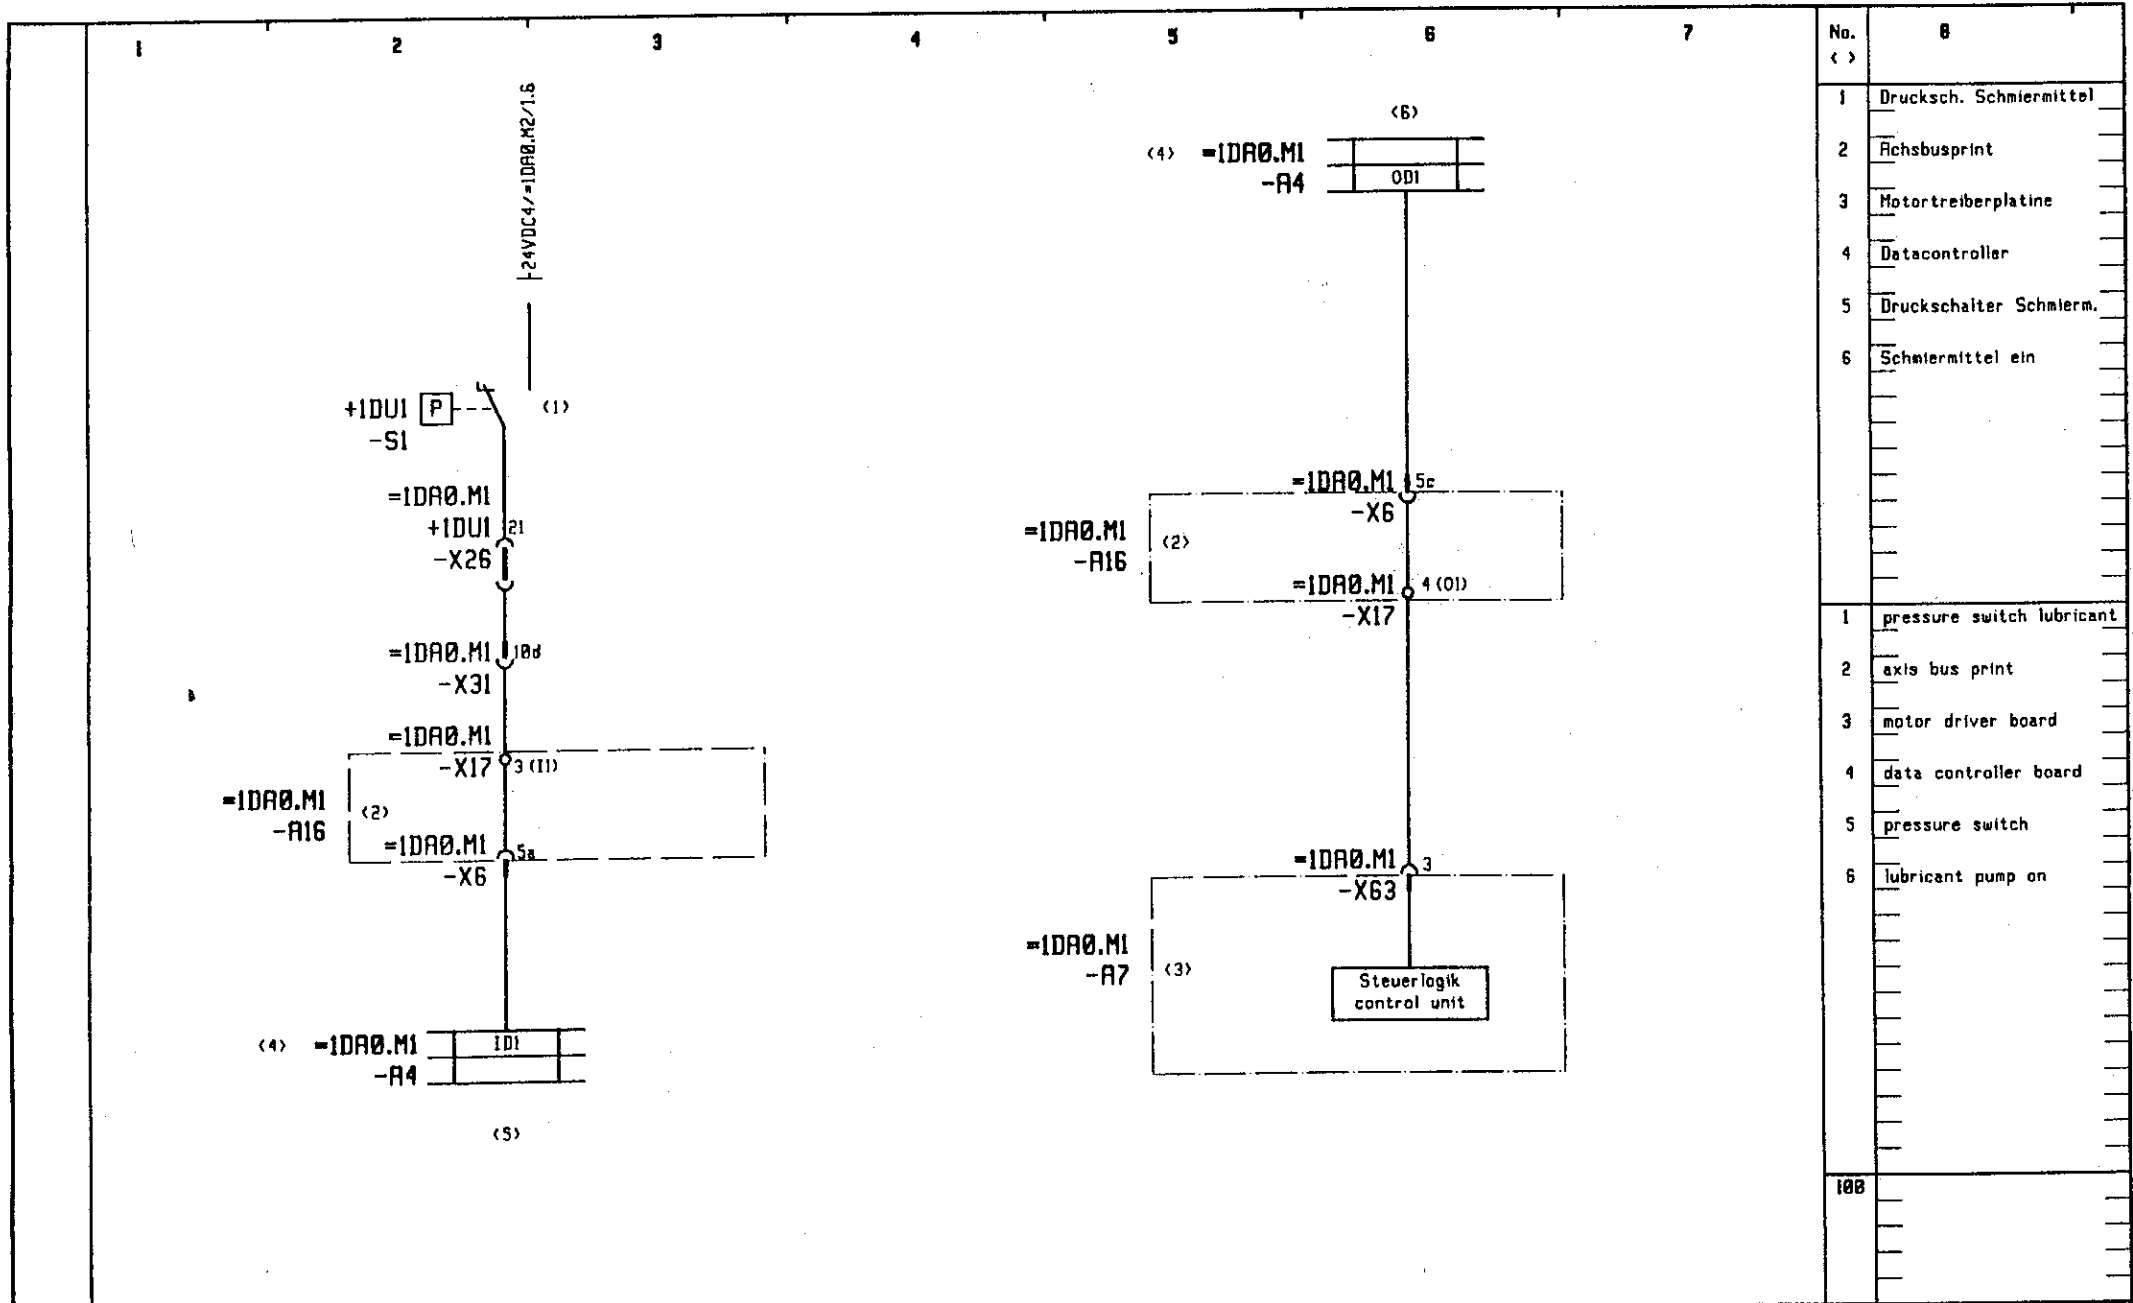 1 2 3 4 5 6 7 No. 8
< >
24VDC4/=1DA0.M2/1.6
+1DU1 P <1>
-S1
=1DA0.M1
+1DU1 21
-X26
=1DA0.M1 10d
-X31
=1DA0.M1
-X17 3 (I1)
=1DA0.M1 <2>
-A16
=1DA0.M1 5a
-X6
<4> =1DA0.M1 ID1
-A4
<5>
<6>
<4> =1DA0.M1
-A4 OD1
=1DA0.M1 5c
-X6
=1DA0.M1 <2>
-A16
=1DA0.M1 4 (O1)
-X17
=1DA0.M1 3
-X63
=1DA0.M1
-A7 <3>
Steuerlogik
control unit
1 Drucksch. Schmiermittel
2 Achsbusprint
3 Motortreiberplatine
4 Datacontroller
5 Druckschalter Schmierm.
6 Schmiermittel ein
1 pressure switch lubricant
2 axis bus print
3 motor driver board
4 data controller board
5 pressure switch
6 lubricant pump on
100